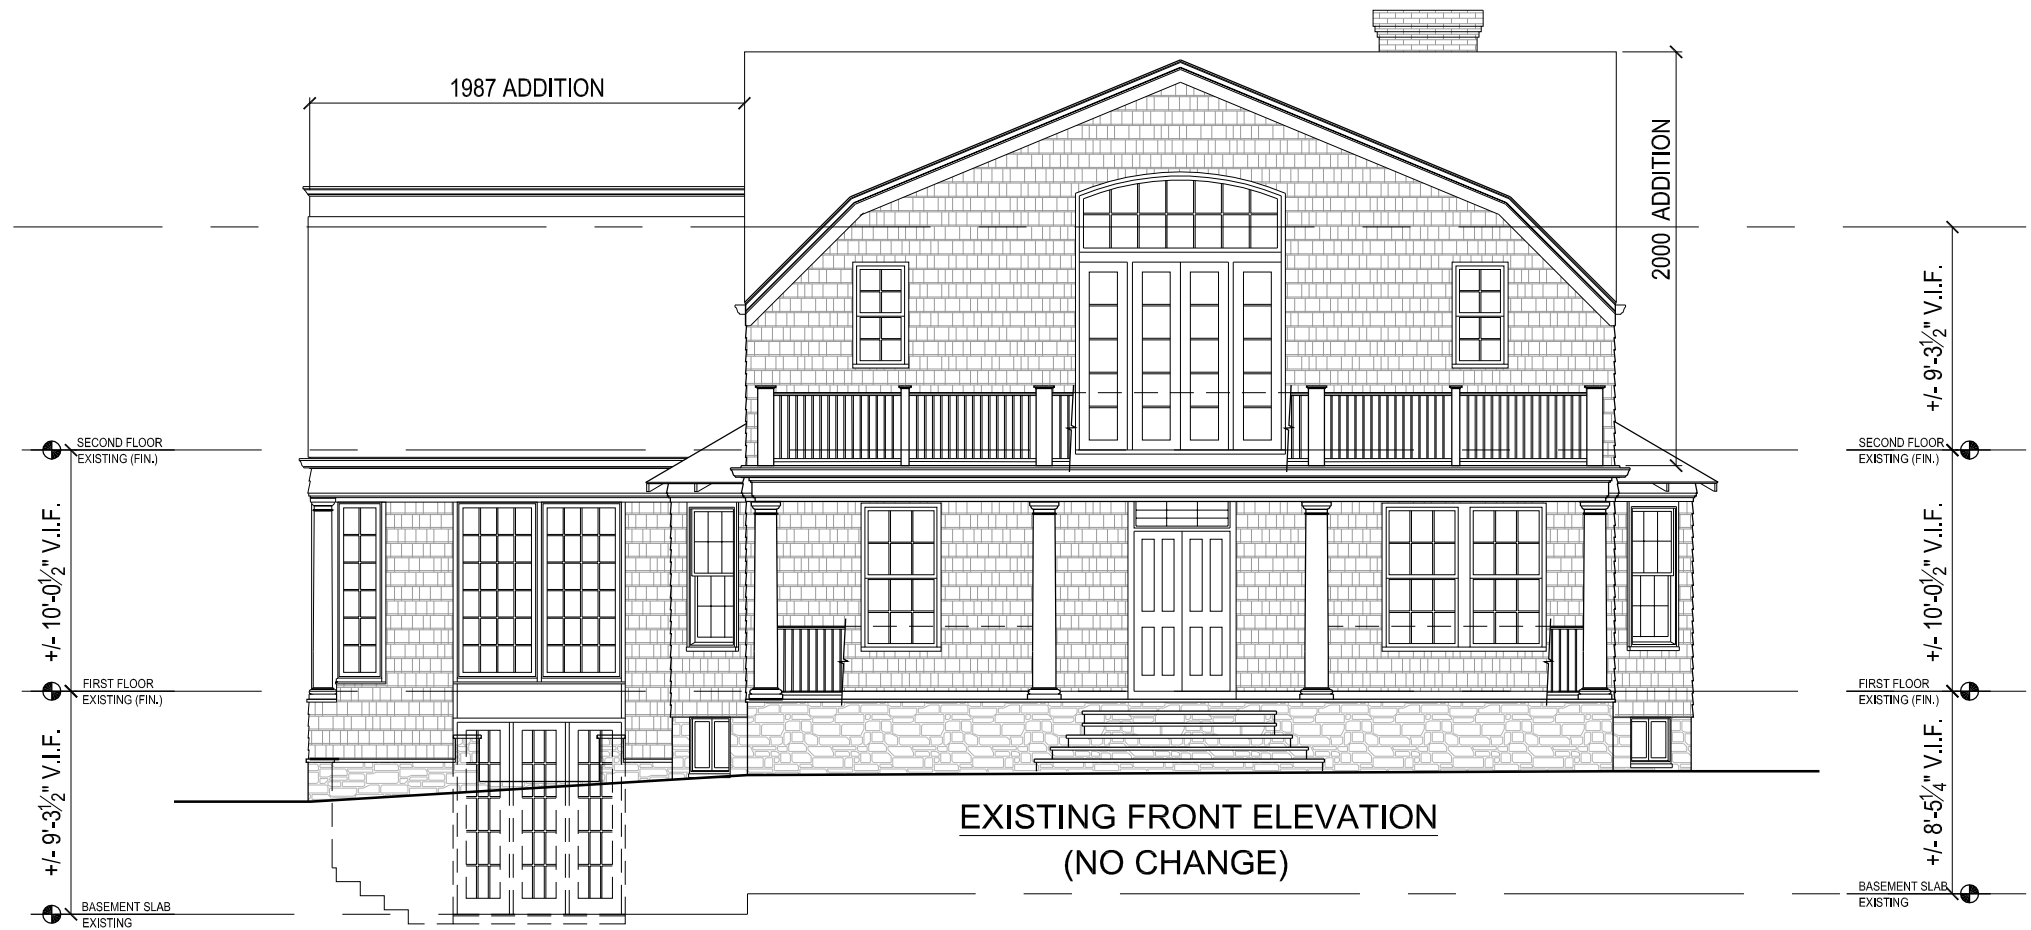 1987 ADDITION
2000 ADDITION
+/- 9'-3½" V.I.F.
SECOND FLOOR
EXISTING (FIN.)
SECOND FLOOR
EXISTING (FIN.)
+/- 10'-0½" V.I.F.
+/- 10'-0½" V.I.F.
FIRST FLOOR
EXISTING (FIN.)
FIRST FLOOR
EXISTING (FIN.)
+/- 9'-3½" V.I.F.
+/- 8'-5¼" V.I.F.
EXISTING FRONT ELEVATION
(NO CHANGE)
BASEMENT SLAB
EXISTING
BASEMENT SLAB
EXISTING